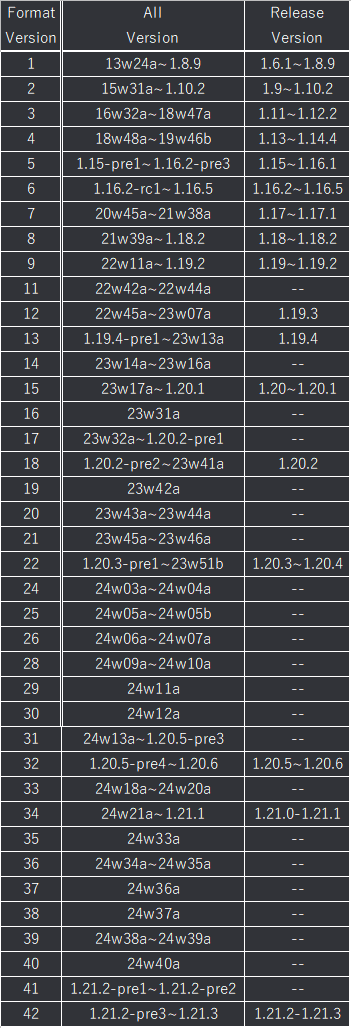 Format All Release
Version Version Version
1 13w24a~1.8.9 1.6.1~1.8.9
2 15w31a~1.10.2 1.9~1.10.2
3 16w32a~18w47a 1.11~1.12.2
4 18w48a~19w46b 1.13~1.14.4
5 1.15-pre1~1.16.2-pre3 1.15~1.16.1
6 1.16.2-rc1~1.16.5 1.16.2~1.16.5
7 20w45a~21w38a 1.17~1.17.1
8 21w39a~1.18.2 1.18~1.18.2
9 22w11a~1.19.2 1.19~1.19.2
11 22w42a~22w44a --
12 22w45a~23w07a 1.19.3
13 1.19.4-pre1~23w13a 1.19.4
14 23w14a~23w16a --
15 23w17a~1.20.1 1.20~1.20.1
16 23w31a --
17 23w32a~1.20.2-pre1 --
18 1.20.2-pre2~23w41a 1.20.2
19 23w42a --
20 23w43a~23w44a --
21 23w45a~23w46a --
22 1.20.3-pre1~23w51b 1.20.3~1.20.4
24 24w03a~24w04a --
25 24w05a~24w05b --
26 24w06a~24w07a --
28 24w09a~24w10a --
29 24w11a --
30 24w12a --
31 24w13a~1.20.5-pre3 --
32 1.20.5-pre4~1.20.6 1.20.5~1.20.6
33 24w18a~24w20a --
34 24w21a~1.21.1 1.21.0-1.21.1
35 24w33a --
36 24w34a~24w35a --
37 24w36a --
38 24w37a --
39 24w38a~24w39a --
40 24w40a --
41 1.21.2-pre1~1.21.2-pre2 --
42 1.21.2-pre3~1.21.3 1.21.2-1.21.3